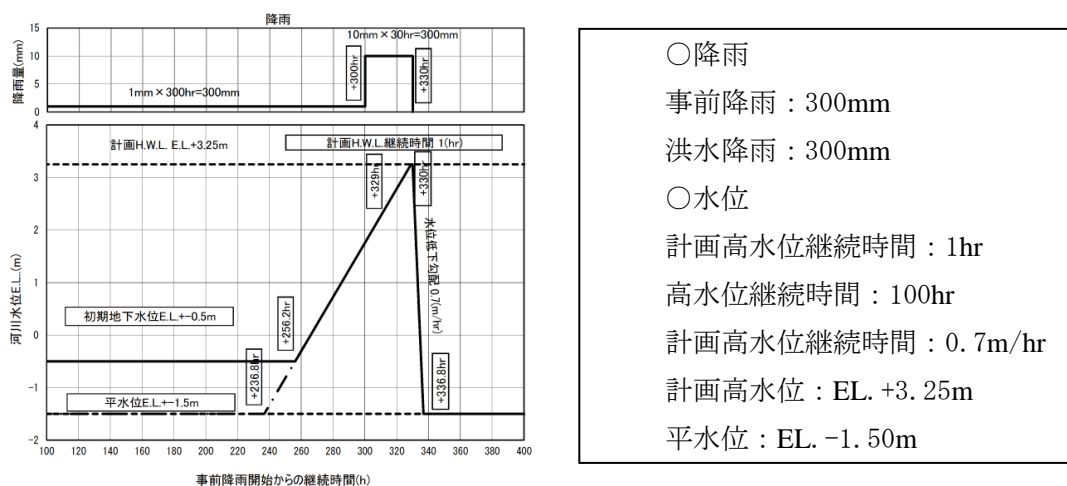 降雨
降雨量(mm)
15
10
5
0
10mm×30hr=300mm
1mm×300hr=300mm
+300hr
+330hr
河川水位E.L.(m)
4
3
2
1
0
-1
-2
計画H.W.L. E.L.+3.25m
計画H.W.L.継続時間 1(hr)
+329hr
+330hr
水位低下勾配 0.7(m/hr)
初期地下水位E.L.+-0.5m
+256.2hr
+236.8hr
平水位E.L.+-1.5m
+336.8hr
100 120 140 160 180 200 220 240 260 280 300 320 340 360 380 400
事前降雨開始からの継続時間(h)
○降雨
事前降雨：300mm
洪水降雨：300mm
○水位
計画高水位継続時間：1hr
高水位継続時間：100hr
計画高水位継続時間：0.7m/hr
計画高水位：EL.+3.25m
平水位：EL.-1.50m